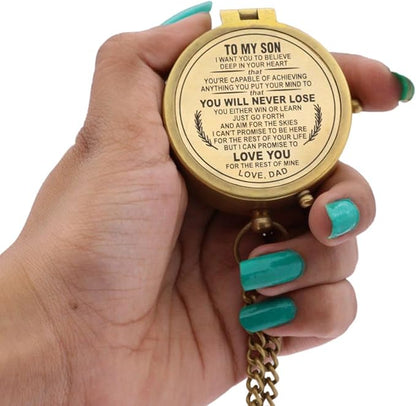 TO MY SON
I WANT YOU TO BELIEVE
DEEP IN YOUR HEART
that
YOU'RE CAPABLE OF ACHIEVING
ANYTHING YOU PUT YOUR MIND TO
that
YOU WILL NEVER LOSE
YOU EITHER WIN OR LEARN
JUST GO FORTH
AND AIM FOR THE SKIES
I CAN'T PROMISE TO BE HERE
FOR THE REST OF YOUR LIFE
BUT I CAN PROMISE TO
LOVE YOU
FOR THE REST OF MINE
LOVE, DAD